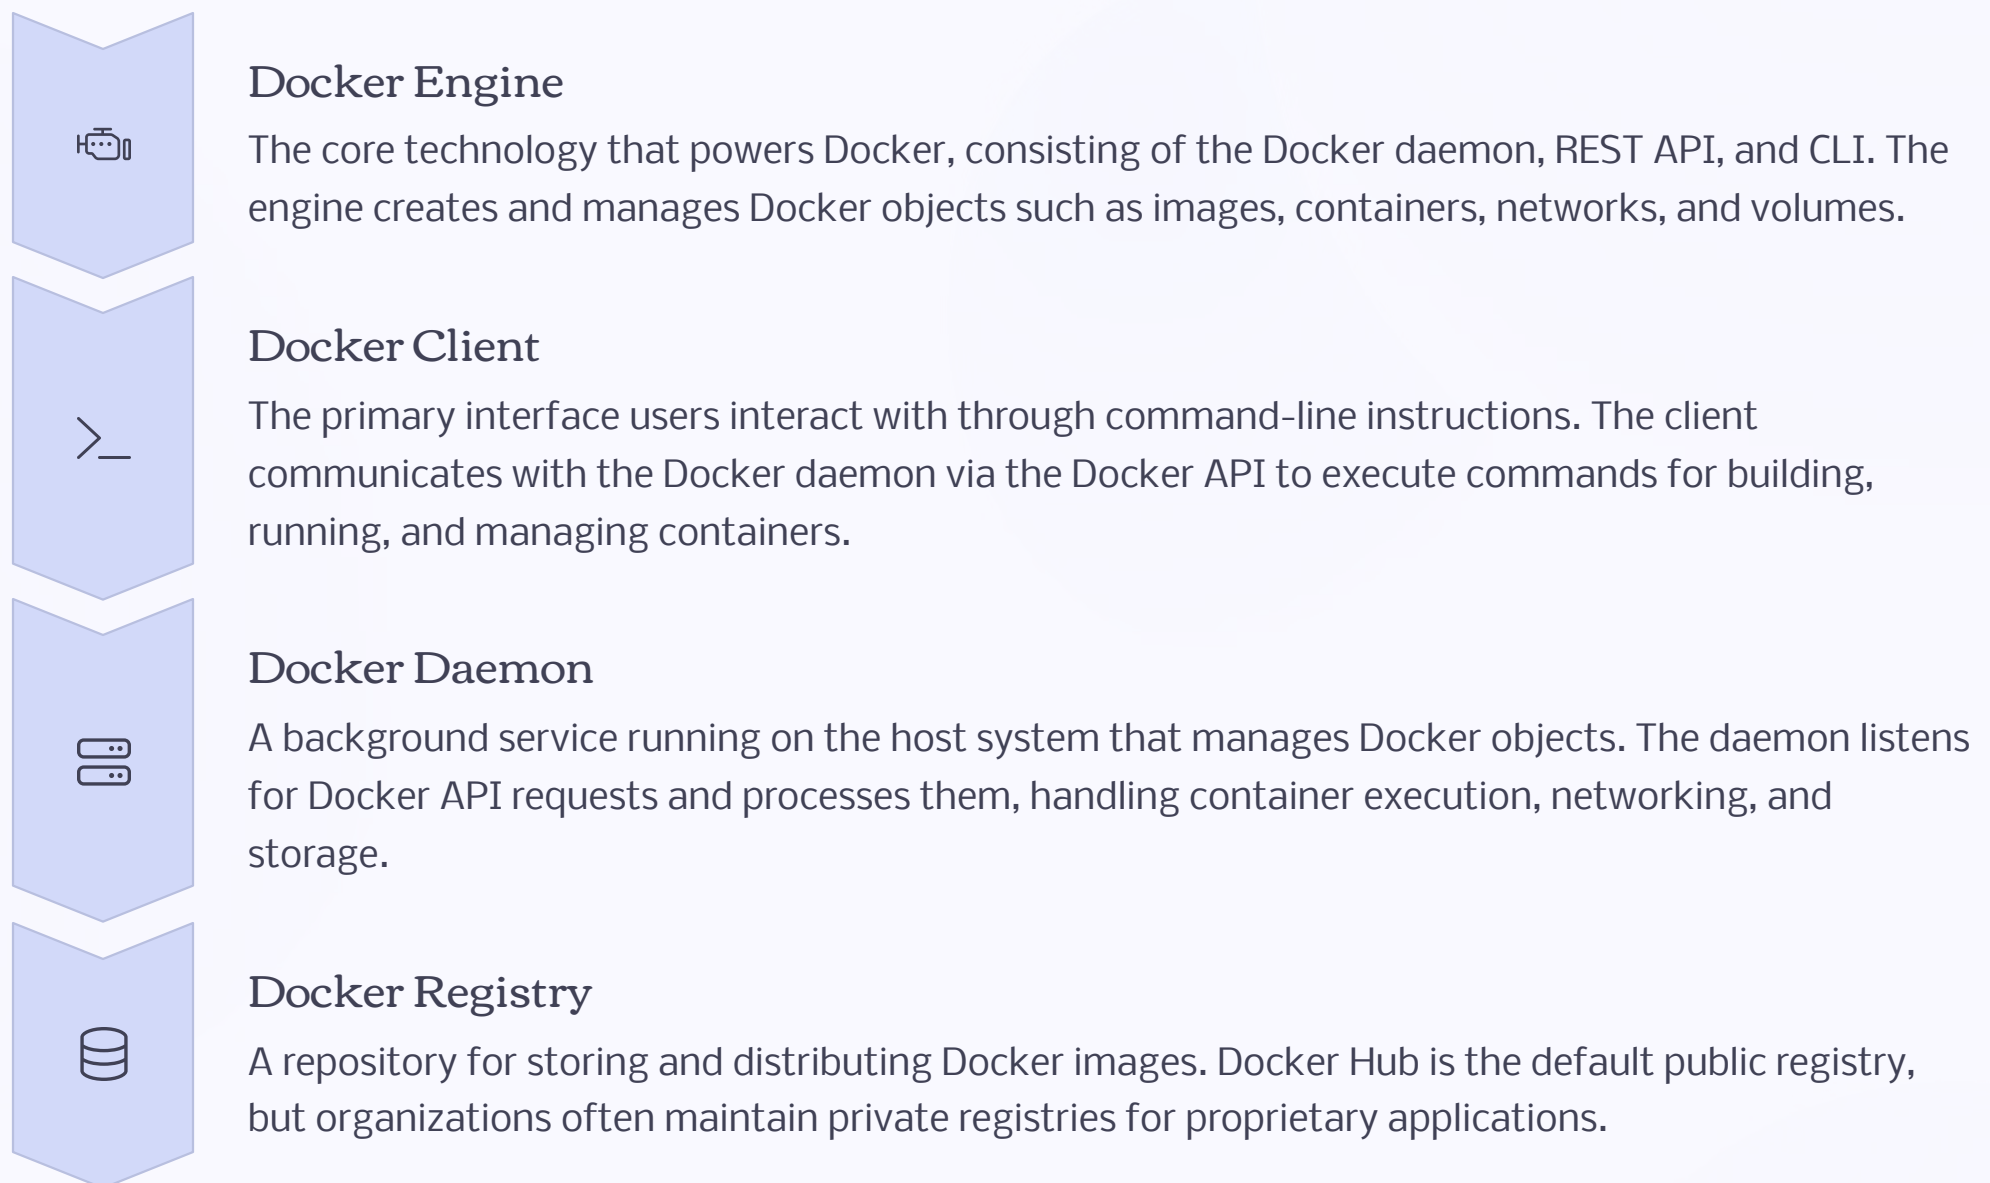 Docker Engine
The core technology that powers Docker, consisting of the Docker daemon, REST API, and CLI. The
engine creates and manages Docker objects such as images, containers, networks, and volumes.
Docker Client
The primary interface users interact with through command-line instructions. The client
communicates with the Docker daemon via the Docker API to execute commands for building,
running, and managing containers.
Docker Daemon
A background service running on the host system that manages Docker objects. The daemon listens
for Docker API requests and processes them, handling container execution, networking, and
storage.
Docker Registry
A repository for storing and distributing Docker images. Docker Hub is the default public registry,
but organizations often maintain private registries for proprietary applications.